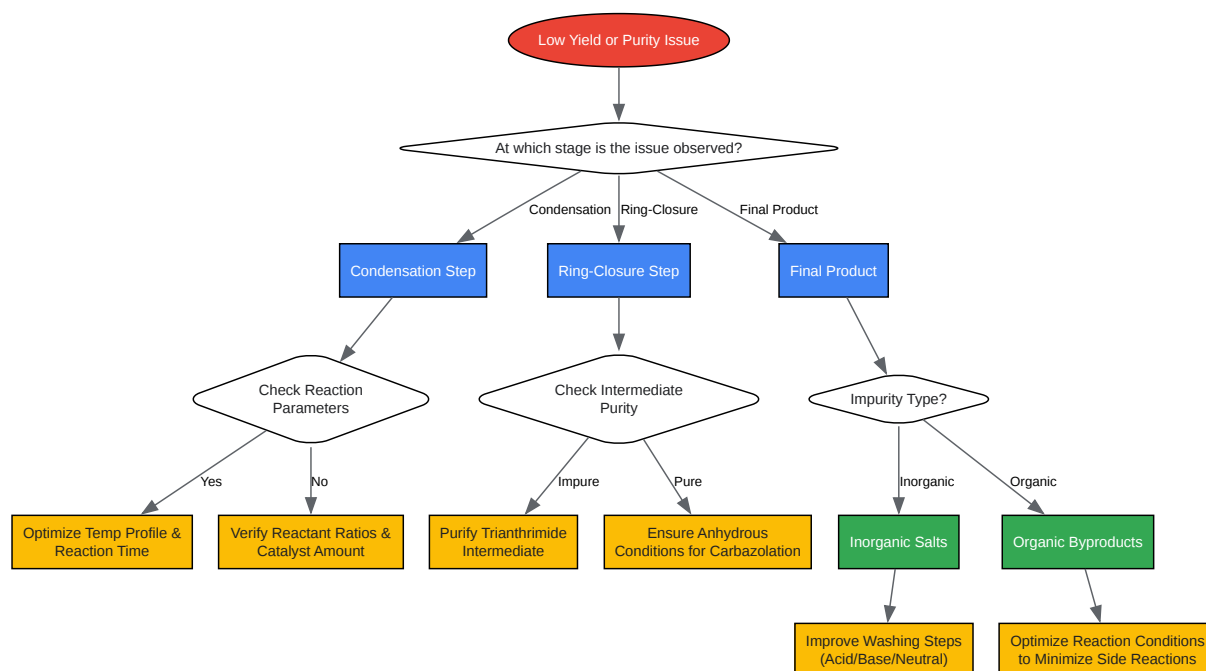 Low Yield or Purity Issue
At which stage is the issue observed?
Condensation
Ring-Closure
Final Product
Condensation Step
Ring-Closure Step
Final Product
Check Reaction
Parameters
Check Intermediate
Purity
Impurity Type?
Yes
No
Impure
Pure
Inorganic
Organic
Optimize Temp Profile &
Reaction Time
Verify Reactant Ratios &
Catalyst Amount
Purify Trianthrimide
Intermediate
Ensure Anhydrous
Conditions for Carbazolation
Inorganic Salts
Organic Byproducts
Improve Washing Steps
(Acid/Base/Neutral)
Optimize Reaction Conditions
to Minimize Side Reactions